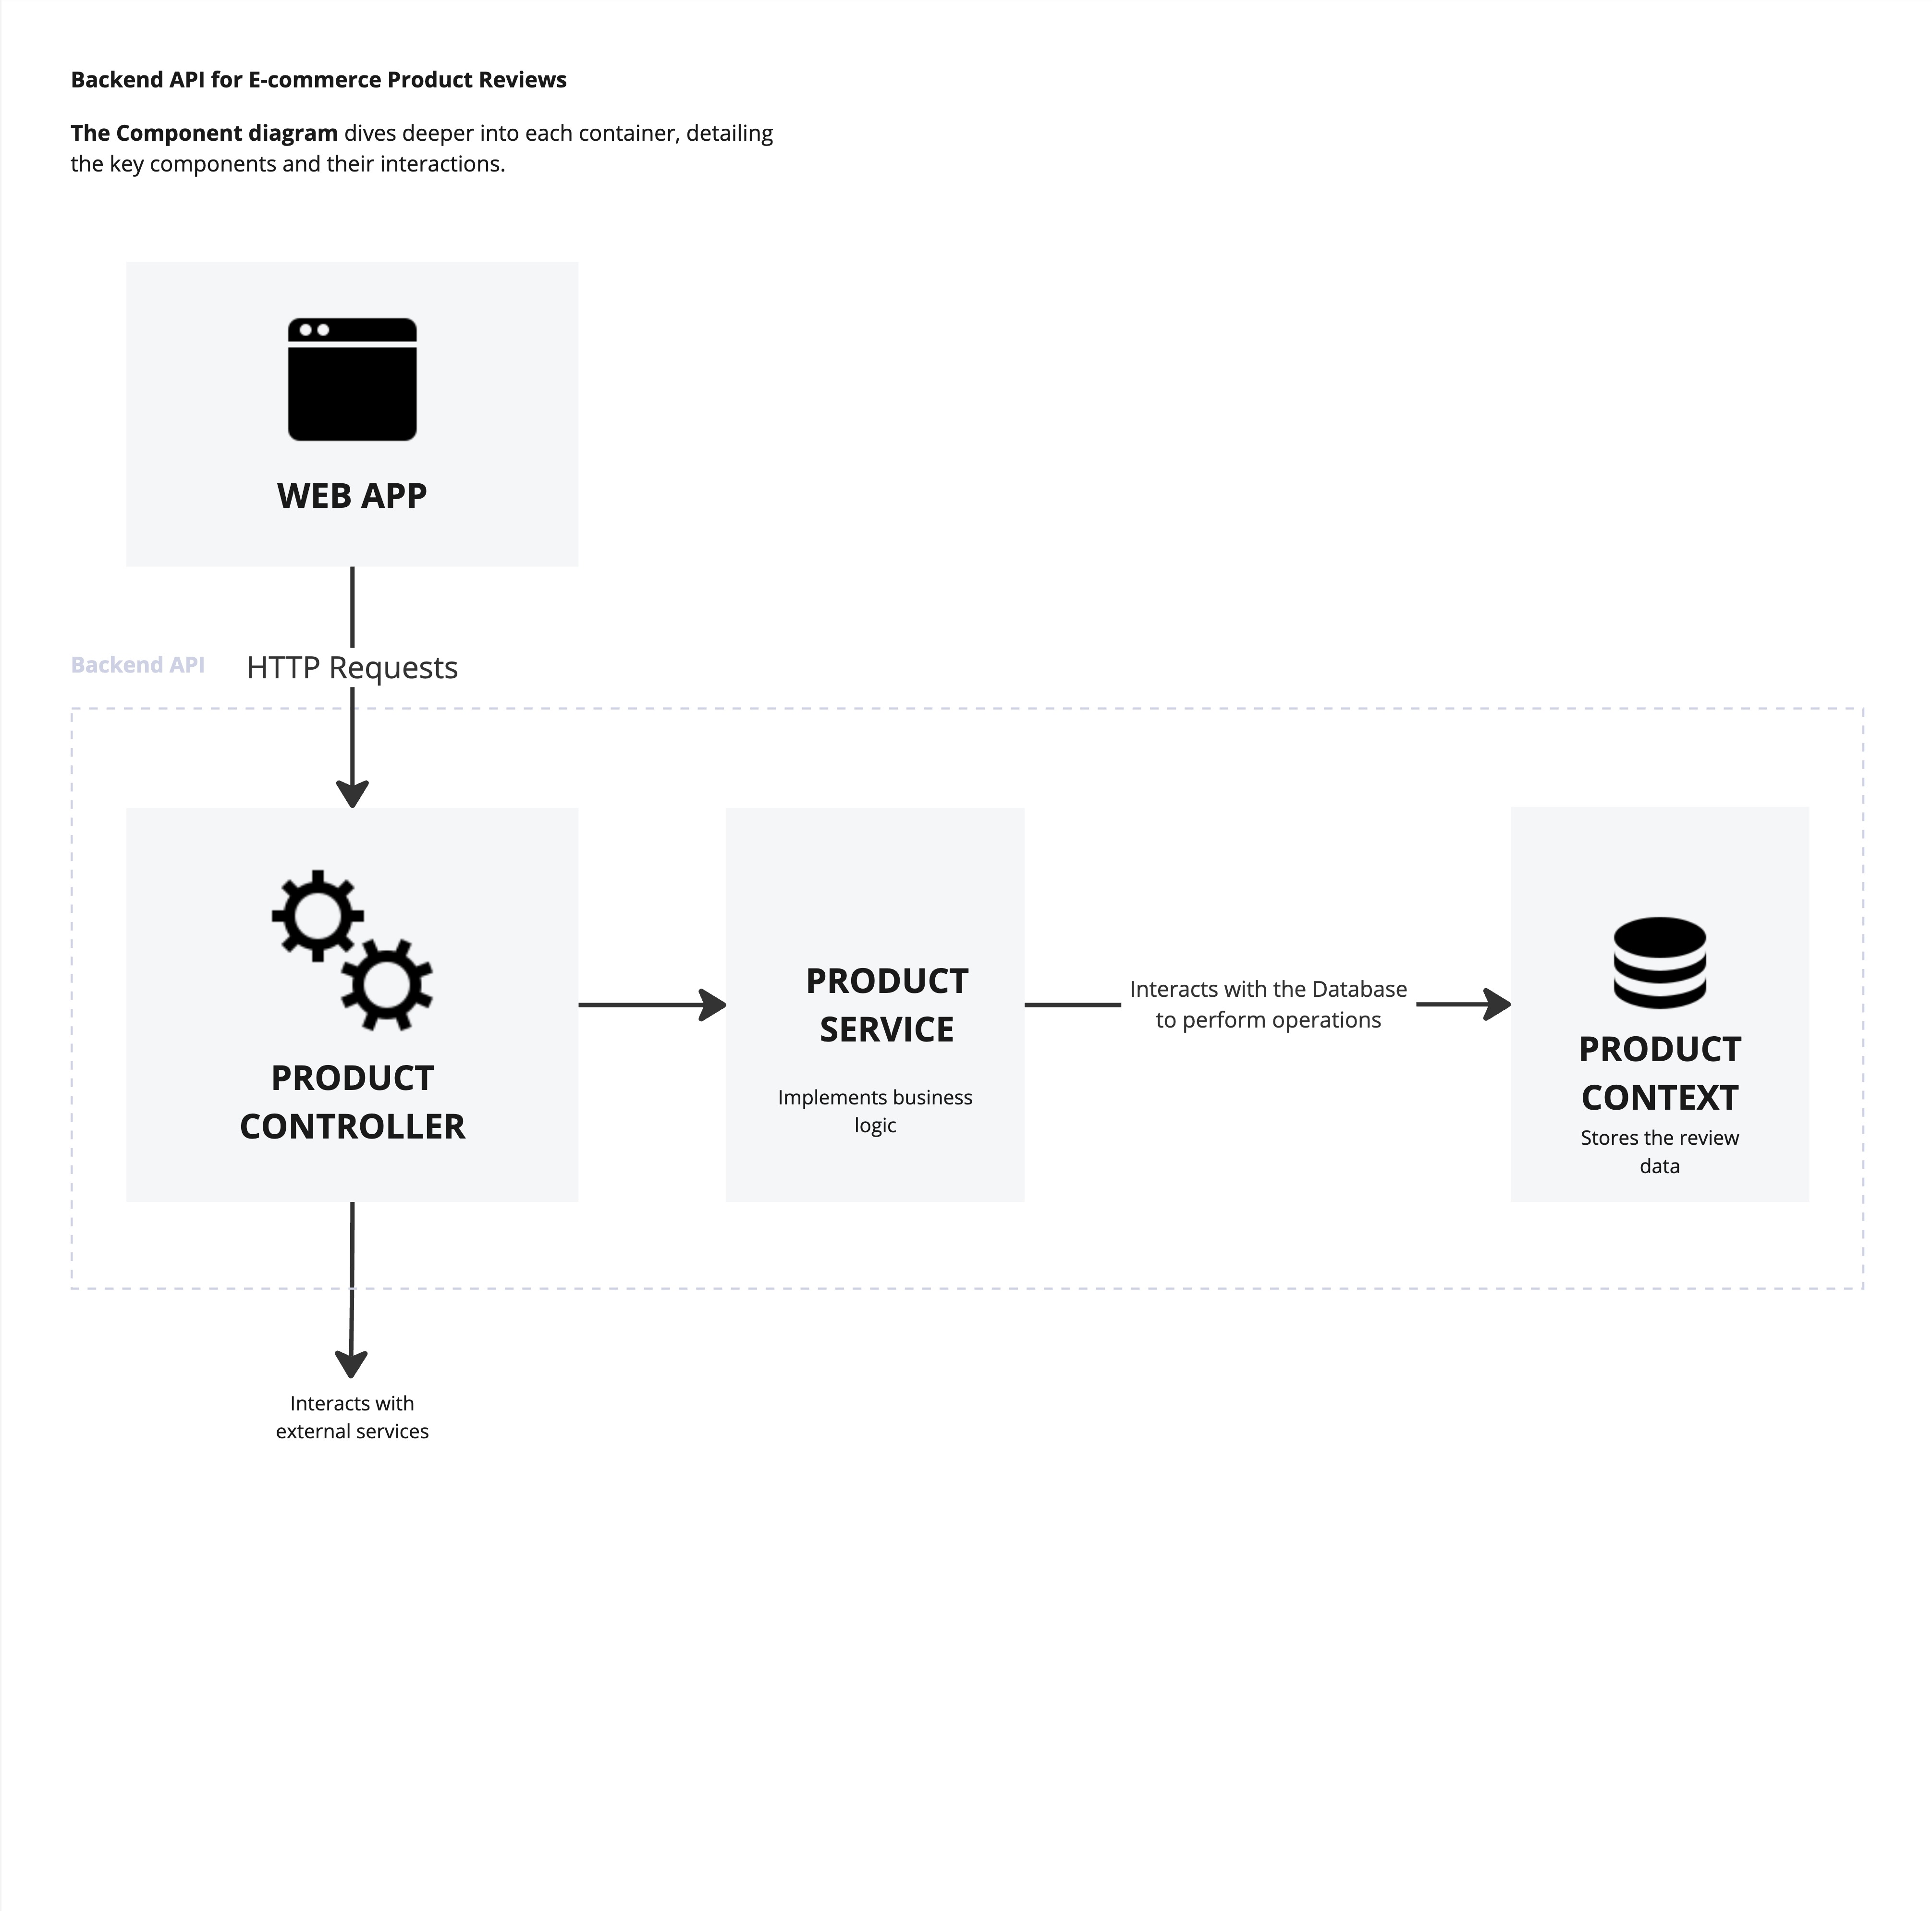 Backend API for E-commerce Product Reviews
The Component diagram dives deeper into each container, detailing
the key components and their interactions.
WEB APP
Backend API
HTTP Requests
PRODUCT
CONTROLLER
PRODUCT
SERVICE
Implements business
logic
Interacts with the Database
to perform operations
PRODUCT
CONTEXT
Stores the review
data
Interacts with
external services